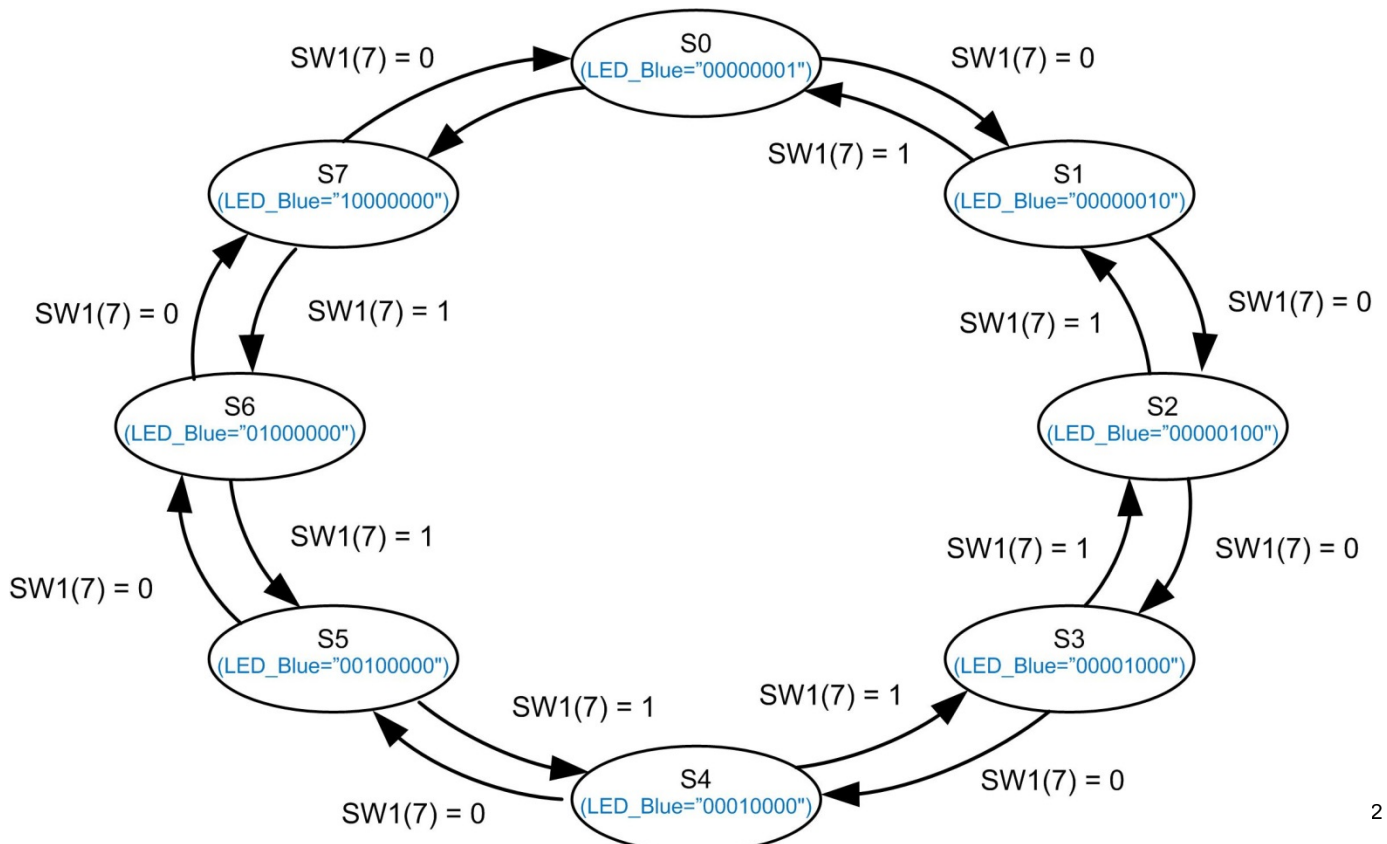 S0
(LED_Blue=”00000001")
SW1(7) = 0
SW1(7) = 0
SW1(7) = 1
S7
(LED_Blue=”10000000")
S1
(LED_Blue=”00000010")
SW1(7) = 0
SW1(7) = 1
SW1(7) = 1
SW1(7) = 0
S6
(LED_Blue=”01000000")
S2
(LED_Blue=”00000100")
SW1(7) = 1
SW1(7) = 0
SW1(7) = 1
SW1(7) = 0
S5
(LED_Blue=”00100000")
S3
(LED_Blue=”00001000")
SW1(7) = 1
SW1(7) = 1
S4
(LED_Blue=”00010000")
SW1(7) = 0
SW1(7) = 0
2